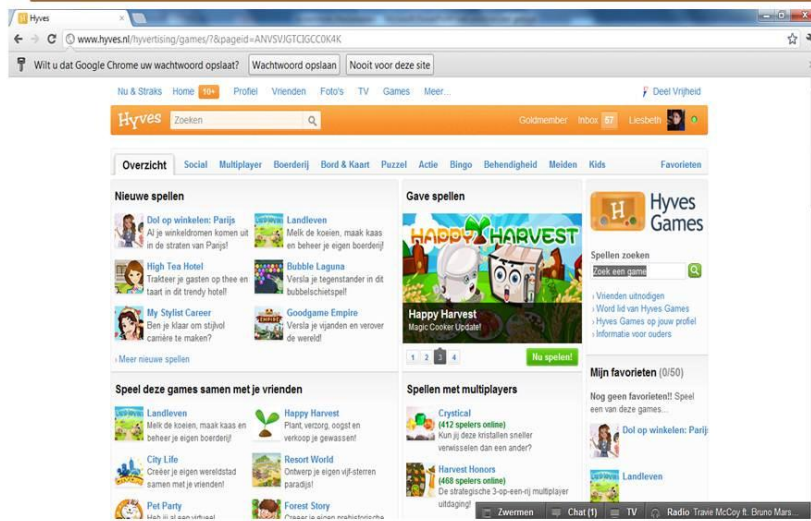 Hyves
www.hyves.nl/hyvertising/games/?&pageid=ANVSVJGTCIGCC0K4K
Wilt u dat Google Chrome uw wachtwoord opslaat? Wachtwoord opslaan Nooit voor deze site
Nu & Straks Home 10+ Profiel Vrienden Foto's TV Games Meer... Deel Vrijheid
Hyves Zoeken Goldmember Inbox 57 Liesbeth
Overzicht Social Multiplayer Boerderij Bord & Kaart Puzzel Actie Bingo Behendigheid Meiden Kids Favorieten
Nieuwe spellen
Dol op winkelen: Parijs
Al je winkeldromen komen uit
in de straten van Parijs!
Landleven
Melk de koeien, maak kaas
en beheer je eigen boerderij!
High Tea Hotel
Trakteer je gasten op thee en
taart in dit trendy hotel!
Bubble Laguna
Versla je tegenstander in dit
bubbelschietspel!
My Stylist Career
Ben je klaar om stijlvol
carrière te maken?
Goodgame Empire
Versla je vijanden en verover
de wereld!
› Meer nieuwe spellen
Gave spellen
HAPPY HARVEST
Happy Harvest
Magic Cooker Update!
1 2 3 4 Nu spelen!
H Hyves
Games
Spellen zoeken
Zoek een game
› Vrienden uitnodigen
› Word lid van Hyves Games
› Hyves Games op jouw profiel
› Informatie voor ouders
Mijn favorieten (0/50)
Nog geen favorieten!! Speel
een van deze games...
Dol op winkelen: Parij
Landleven
Speel deze games samen met je vrienden
Landleven
Melk de koeien, maak kaas en
beheer je eigen boerderij!
Happy Harvest
Plant, verzorg, oogst en
verkoop je gewassen!
City Life
Creëer je eigen wereldstad
samen met je vrienden!
Resort World
Ontwerp je eigen vijf-sterren
paradijs!
Pet Party
Heb jij al een virtueel
Forest Story
Creëer je eigen prehistorische
Spellen met multiplayers
Crystical
(412 spelers online)
Kun jij deze kristallen sneller
verwisselen dan een ander?
Harvest Honors
(468 spelers online)
De strategische 3-op-een-rij multiplayer
uitdaging!
Zwermen Chat (1) TV Radio Travie McCoy ft. Bruno Mars...